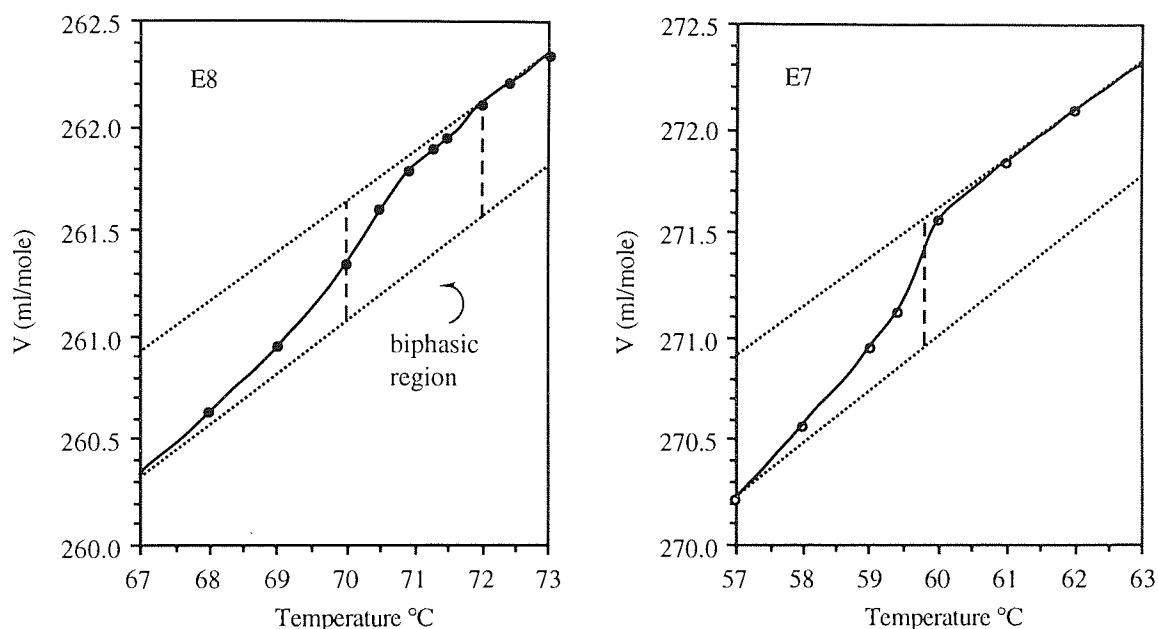 262.5
262.0
261.5
261.0
260.5
260.0
V (ml/mole)
E8
biphasic
region
67 68 69 70 71 72 73
Temperature °C
272.5
272.0
271.5
271.0
270.5
270.0
V (ml/mole)
E7
57 58 59 60 61 62 63
Temperature °C